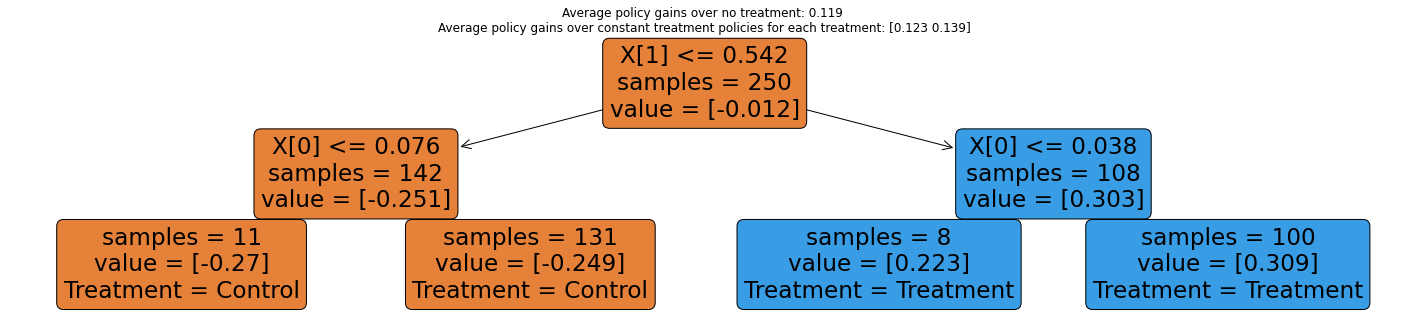 Average policy gains over no treatment: 0.119
Average policy gains over constant treatment policies for each treatment: [0.123 0.139]
X[1] <= 0.542
samples = 250
value = [-0.012]
X[0] <= 0.076
samples = 142
value = [-0.251]
X[0] <= 0.038
samples = 108
value = [0.303]
samples = 11
value = [-0.27]
Treatment = Control
samples = 131
value = [-0.249]
Treatment = Control
samples = 8
value = [0.223]
Treatment = Treatment
samples = 100
value = [0.309]
Treatment = Treatment